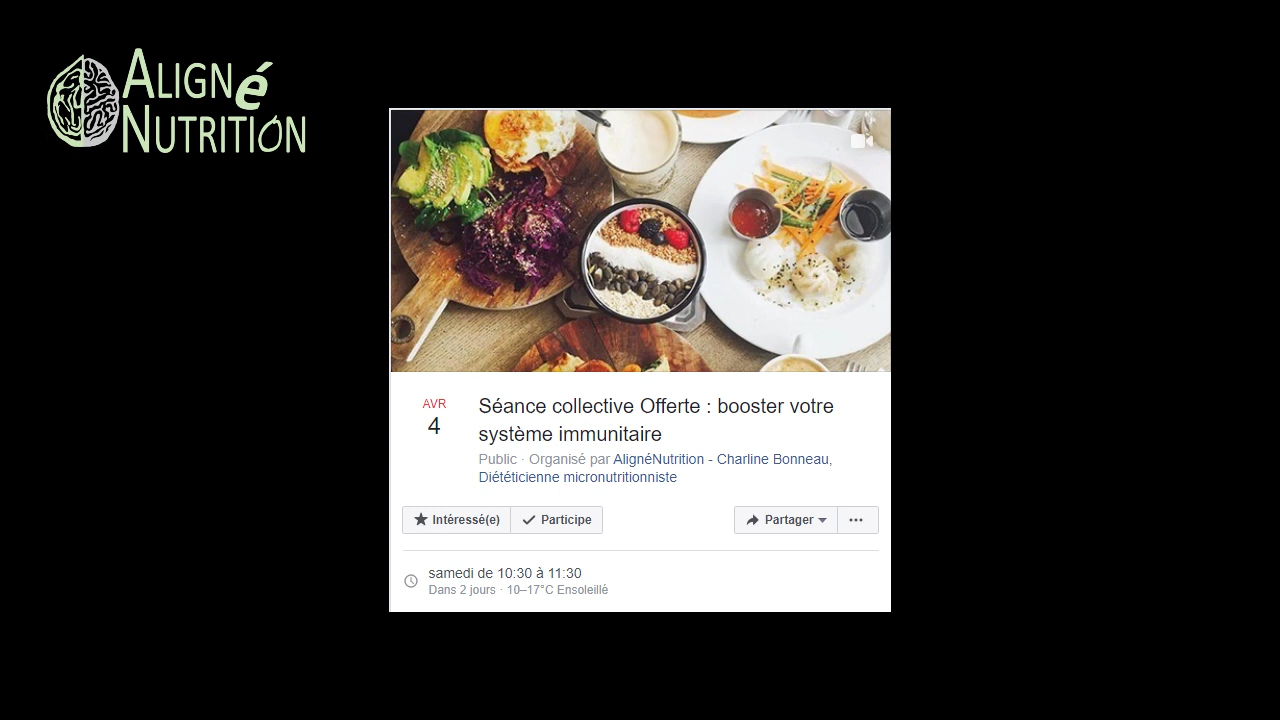 ALIGNé
NUTRITION
AVR
4
Séance collective Offerte : booster votre
système immunitaire
Public · Organisé par AlignéNutrition - Charline Bonneau,
Diététicienne micronutritionniste
Intéressé(e) Participe Partager
samedi de 10:30 à 11:30
Dans 2 jours · 10–17°C Ensoleillé